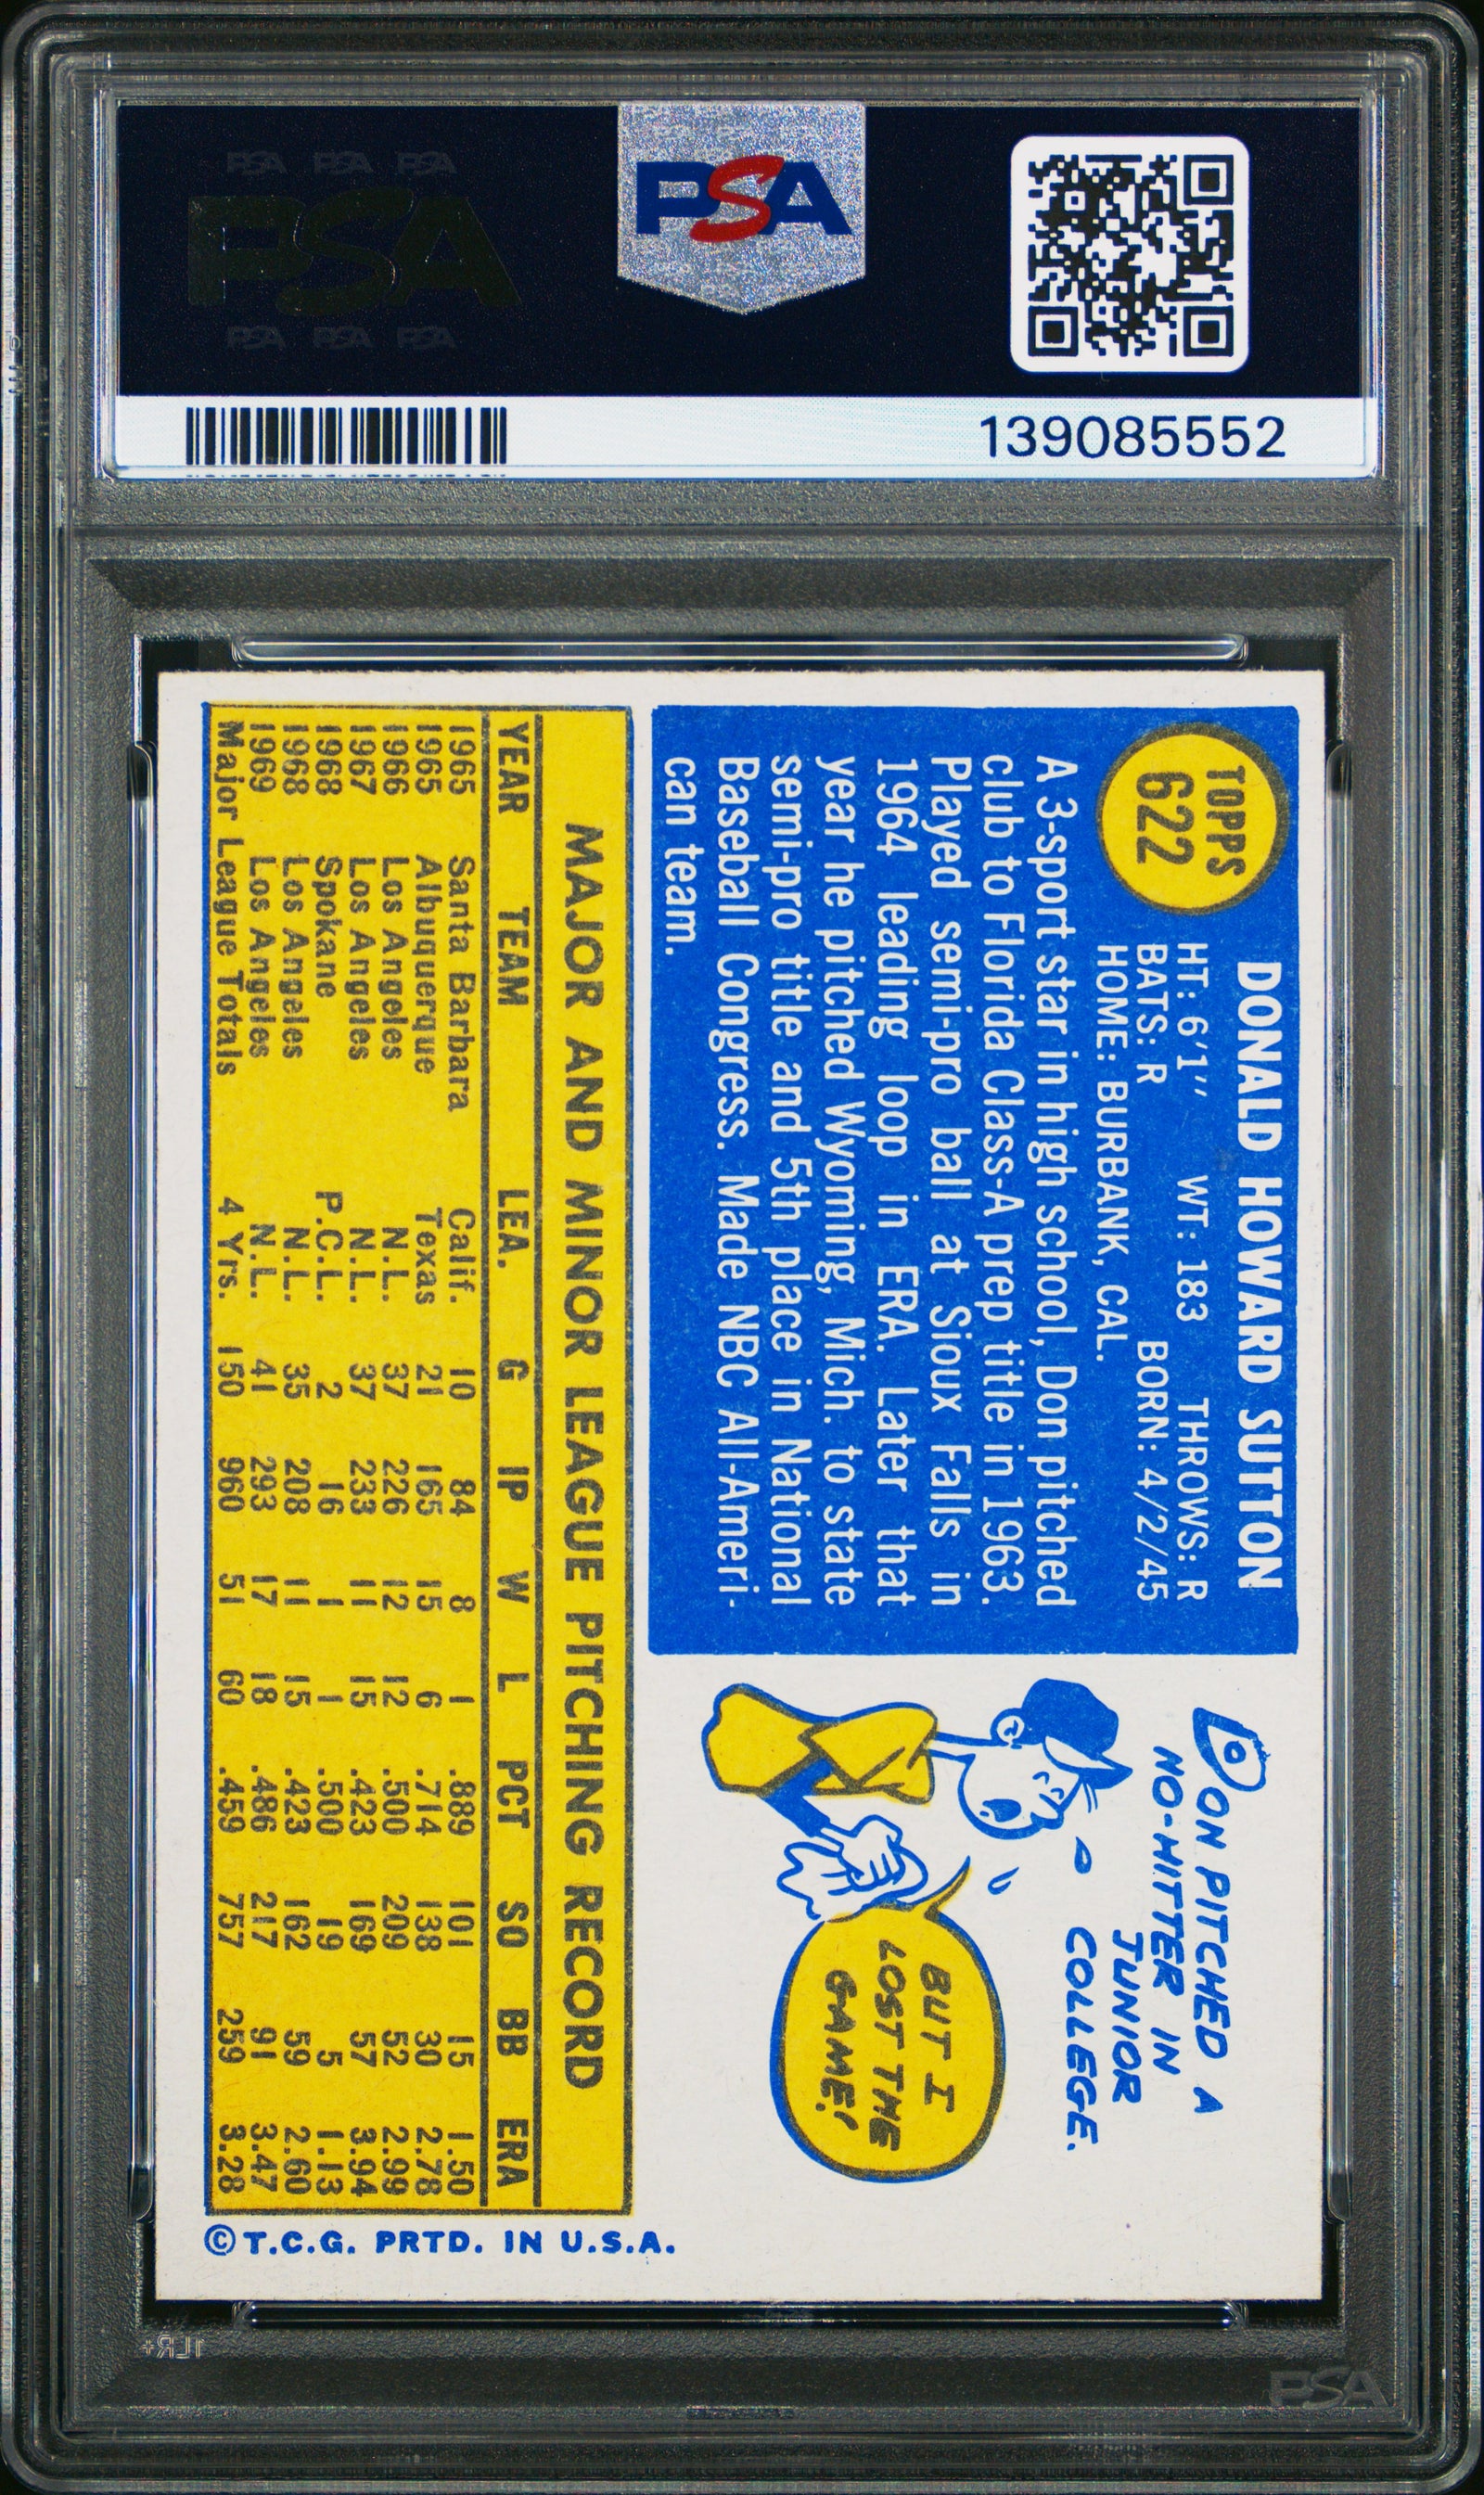 PSA PSA PSA
PSA
PSA PSA PSA
PSA
139085552
TOPPS
622
DONALD HOWARD SUTTON
HT: 6'1" WT: 183 THROWS: R
BATS: R BORN: 4/2/45
HOME: BURBANK, CAL.
A 3-sport star in high school, Don pitched
club to Florida Class-A prep title in 1963.
Played semi-pro ball at Sioux Falls in
1964 leading loop in ERA. Later that
year he pitched Wyoming, Mich. to state
semi-pro title and 5th place in National
Baseball Congress. Made NBC All-Ameri-
can team.
DON PITCHED A
NO-HITTER IN
JUNIOR
COLLEGE.
BUT I
LOST THE
GAME!
MAJOR AND MINOR LEAGUE PITCHING RECORD
YEAR TEAM LEA. G IP W L PCT SO BB ERA
1965 Santa Barbara Calif. 10 84 8 1 .889 101 15 1.50
1965 Albuquerque Texas 21 165 15 6 .714 138 30 2.78
1966 Los Angeles N.L. 37 226 12 12 .500 209 52 2.99
1967 Los Angeles N.L. 37 233 11 15 .423 169 57 3.94
1968 Spokane P.C.L. 2 16 1 1 .500 19 5 1.13
1968 Los Angeles N.L. 35 208 11 15 .423 162 59 2.60
1969 Los Angeles N.L. 41 293 17 18 .486 217 91 3.47
Major League Totals 4 Yrs. 150 960 51 60 .459 757 259 3.28
©T.C.G. PRTD. IN U.S.A.
PSA